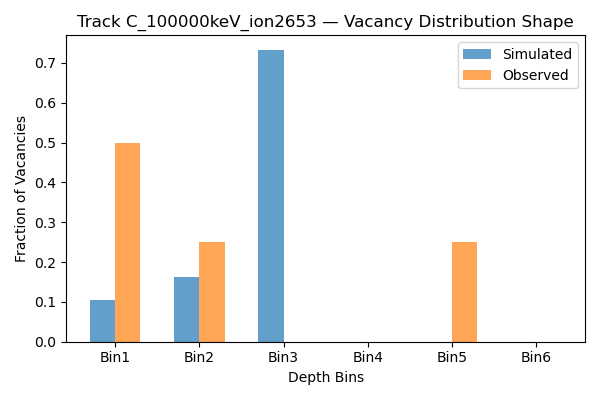 Track C_100000keV_ion2653 — Vacancy Distribution Shape
Simulated
Observed
Fraction of Vacancies
0.7
0.6
0.5
0.4
0.3
0.2
0.1
0.0
Bin1 Bin2 Bin3 Bin4 Bin5 Bin6
Depth Bins